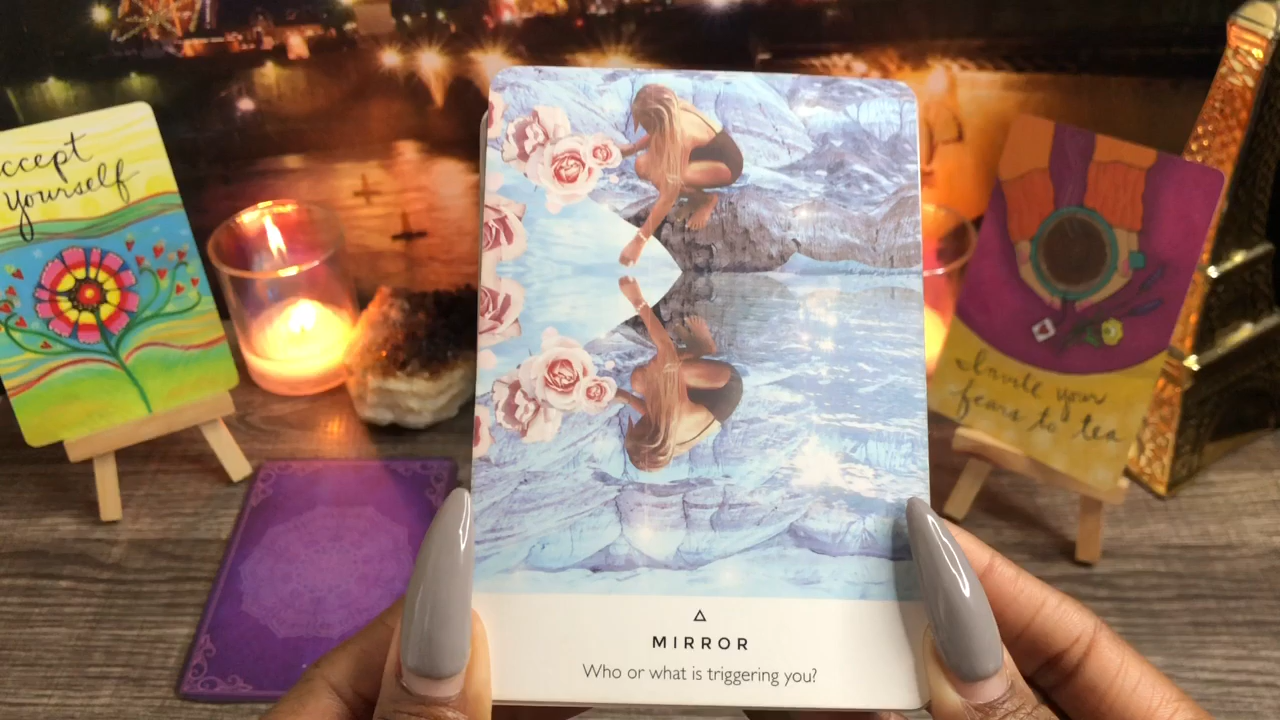 Accept
Yourself
MIRROR
Who or what is triggering you?
Invite your
fears to tea